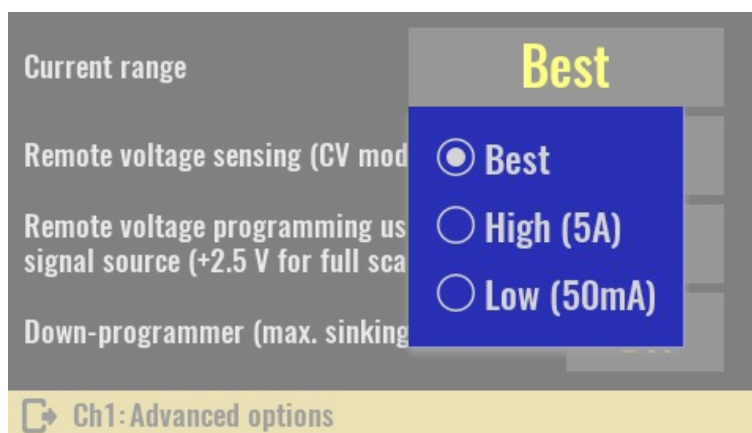 Current range
Best
Remote voltage sensing (CV mod
Best
Remote voltage programming us
High (5A)
signal source (+2.5 V for full sca
Low (50mA)
Down-programmer (max. sinking
Ch1: Advanced options